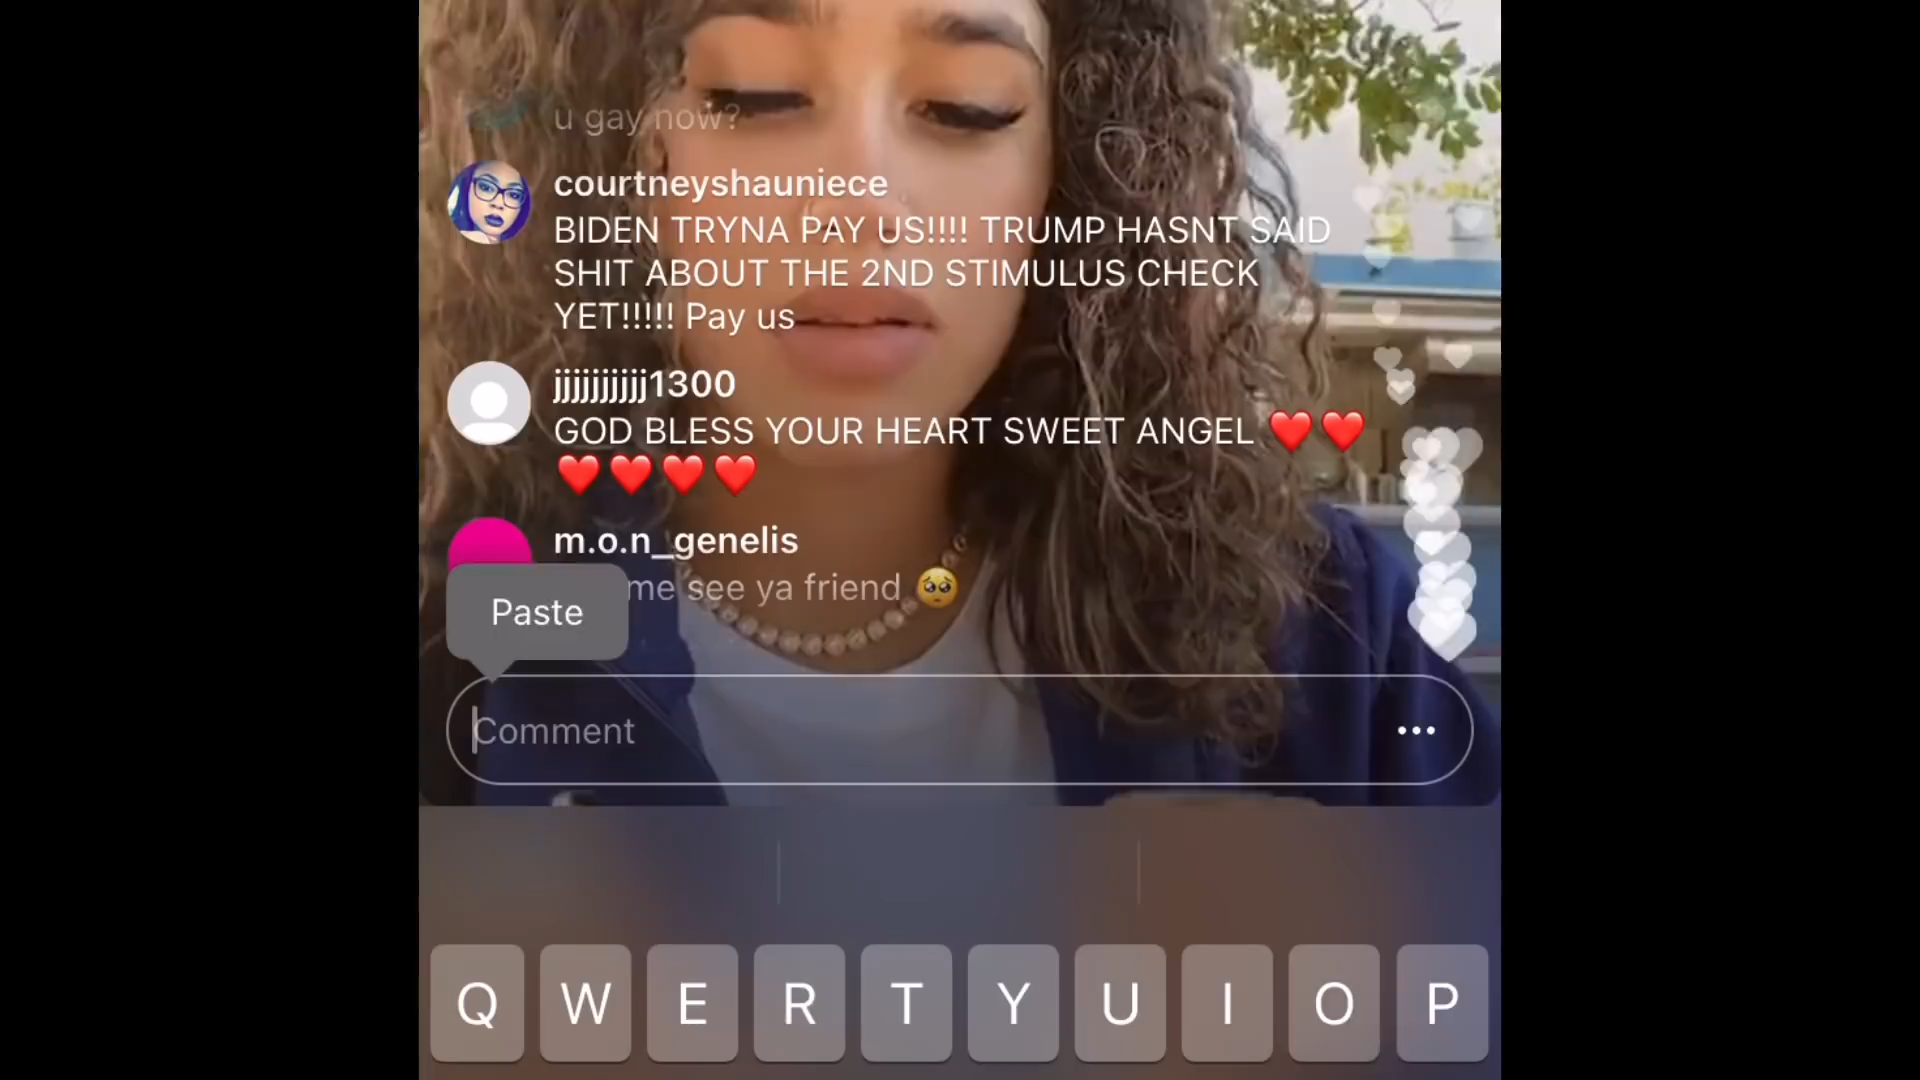 u gay now?
courtneyshauniece
BIDEN TRYNA PAY US!!!! TRUMP HASNT SAID
SHIT ABOUT THE 2ND STIMULUS CHECK
YET!!!!! Pay us
jjjjjjjjjj1300
GOD BLESS YOUR HEART SWEET ANGEL ❤️❤️
❤️❤️❤️❤️
m.o.n_genelis
me see ya friend 🥺
Paste
Comment
Q W E R T Y U I O P